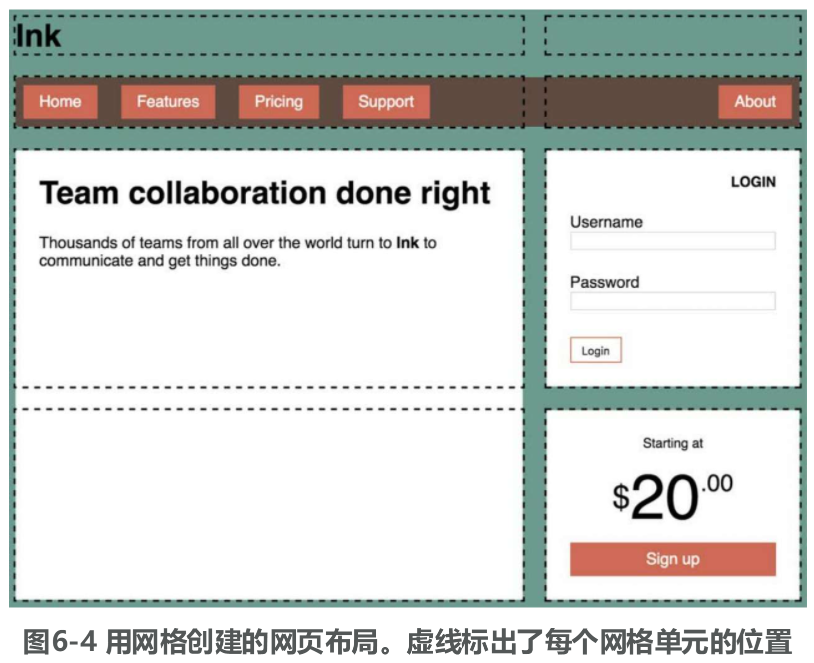 Ink
Home Features Pricing Support About
Team collaboration done right
Thousands of teams from all over the world turn to Ink to
communicate and get things done.
LOGIN
Username
Password
Login
Starting at
$20.00
Sign up
图6-4 用网格创建的网页布局。虚线标出了每个网格单元的位置